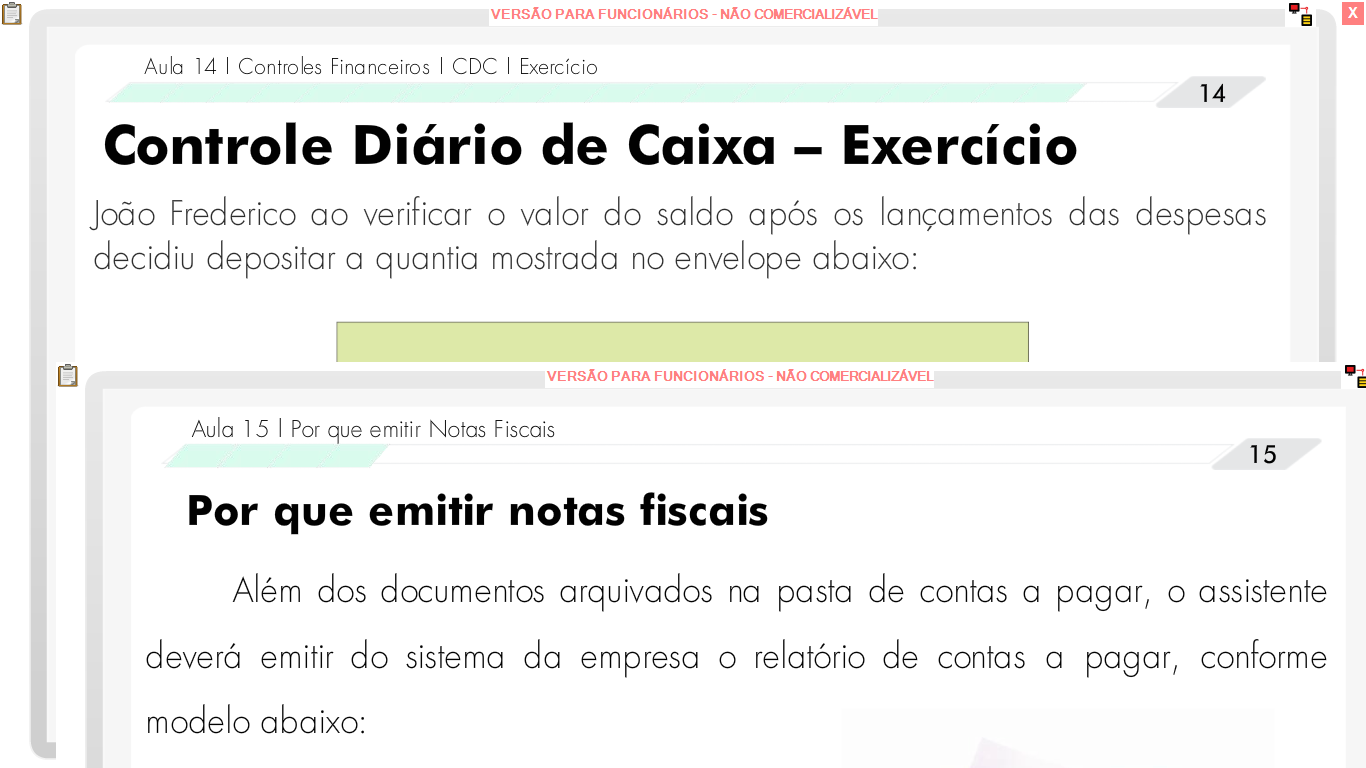 VERSÃO PARA FUNCIONÁRIOS - NÃO COMERCIALIZÁVEL
X
Aula 14 | Controles Financeiros | CDC | Exercício
14
Controle Diário de Caixa – Exercício
João Frederico ao verificar o valor do saldo após os lançamentos das despesas
decidiu depositar a quantia mostrada no envelope abaixo:
VERSÃO PARA FUNCIONÁRIOS - NÃO COMERCIALIZÁVEL
Aula 15 | Por que emitir Notas Fiscais
15
Por que emitir notas fiscais
Além dos documentos arquivados na pasta de contas a pagar, o assistente
deverá emitir do sistema da empresa o relatório de contas a pagar, conforme
modelo abaixo: